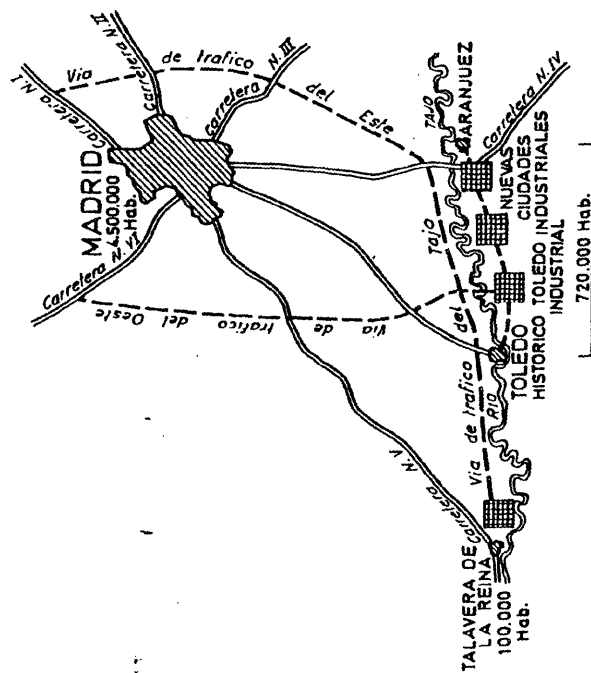 Carretera N.I
Carretera N.II
Via de trafico del Este
Carretera N.III
MADRID
4.500.000
Hab.
Carretera N.VI
Via de trafico del Oeste
TAJO
ARANJUEZ
Carretera N.IV
Via de trafico del Tajo
RIO
NUEVAS
CIUDADES
INDUSTRIALES
TOLEDO
INDUSTRIAL
TOLEDO
HISTORICO
720.000 Hab.
Carretera N.V
TALAVERA DE
LA REINA
100.000
Hab.